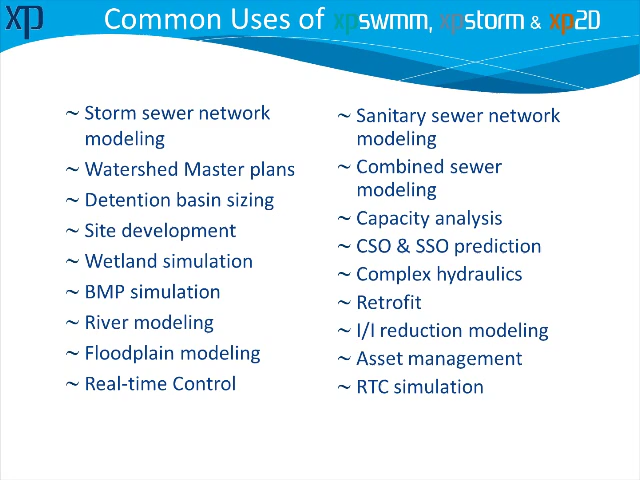 xp
Common Uses of xpswmm, xpstorm & xp2D
~ Storm sewer network
modeling
~ Watershed Master plans
~ Detention basin sizing
~ Site development
~ Wetland simulation
~ BMP simulation
~ River modeling
~ Floodplain modeling
~ Real-time Control
~ Sanitary sewer network
modeling
~ Combined sewer
modeling
~ Capacity analysis
~ CSO & SSO prediction
~ Complex hydraulics
~ Retrofit
~ I/I reduction modeling
~ Asset management
~ RTC simulation